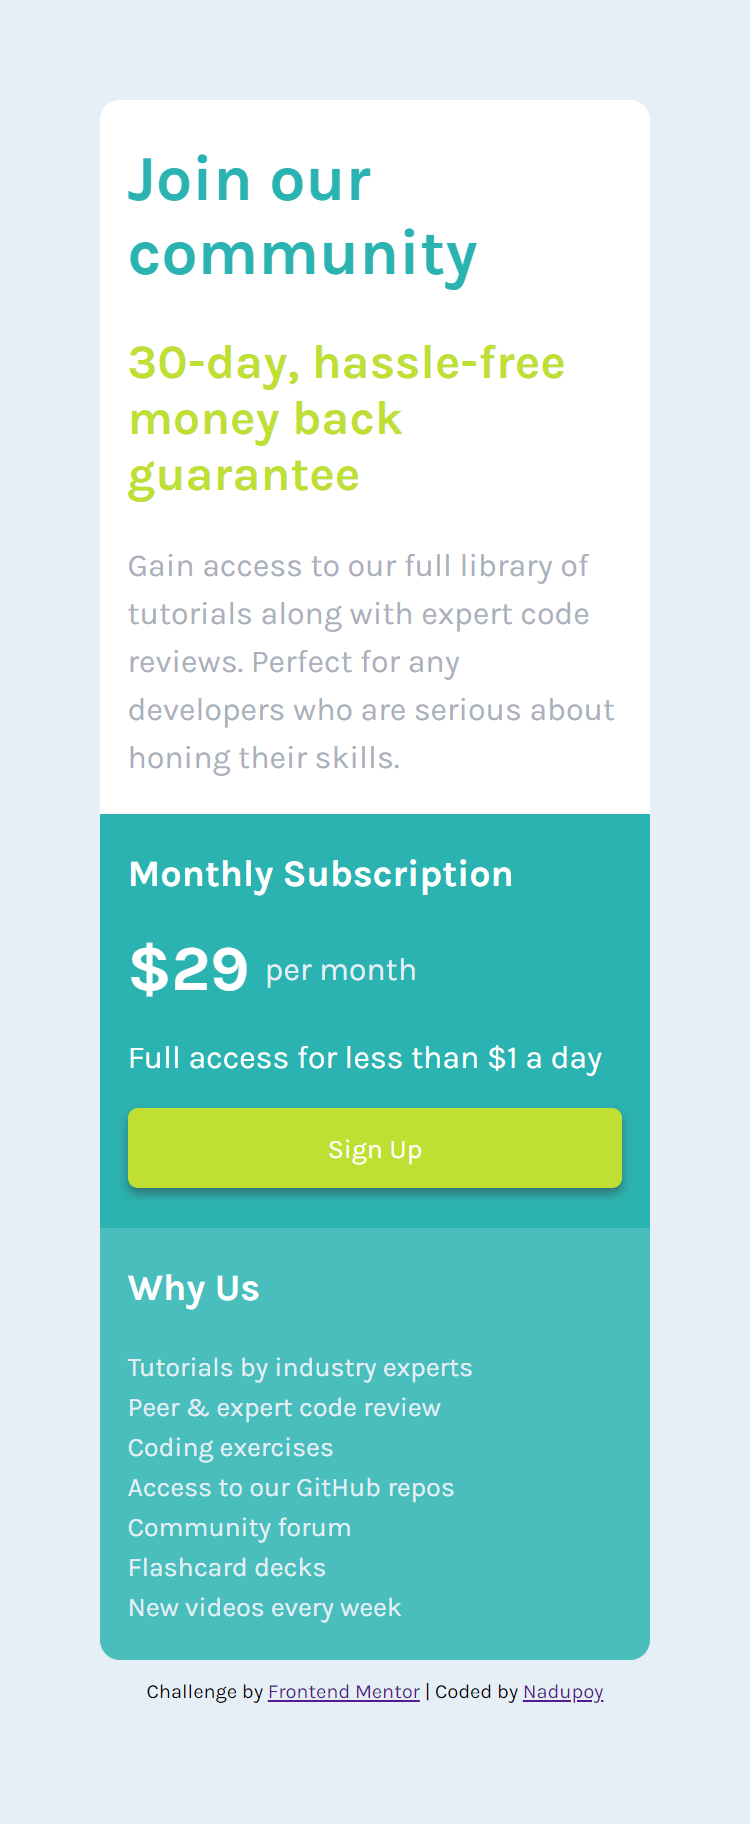 Join our
community
30-day, hassle-free
money back
guarantee
Gain access to our full library of
tutorials along with expert code
reviews. Perfect for any
developers who are serious about
honing their skills.
Monthly Subscription
$29 per month
Full access for less than $1 a day
Sign Up
Why Us
Tutorials by industry experts
Peer & expert code review
Coding exercises
Access to our GitHub repos
Community forum
Flashcard decks
New videos every week
Challenge by Frontend Mentor | Coded by Nadupoy